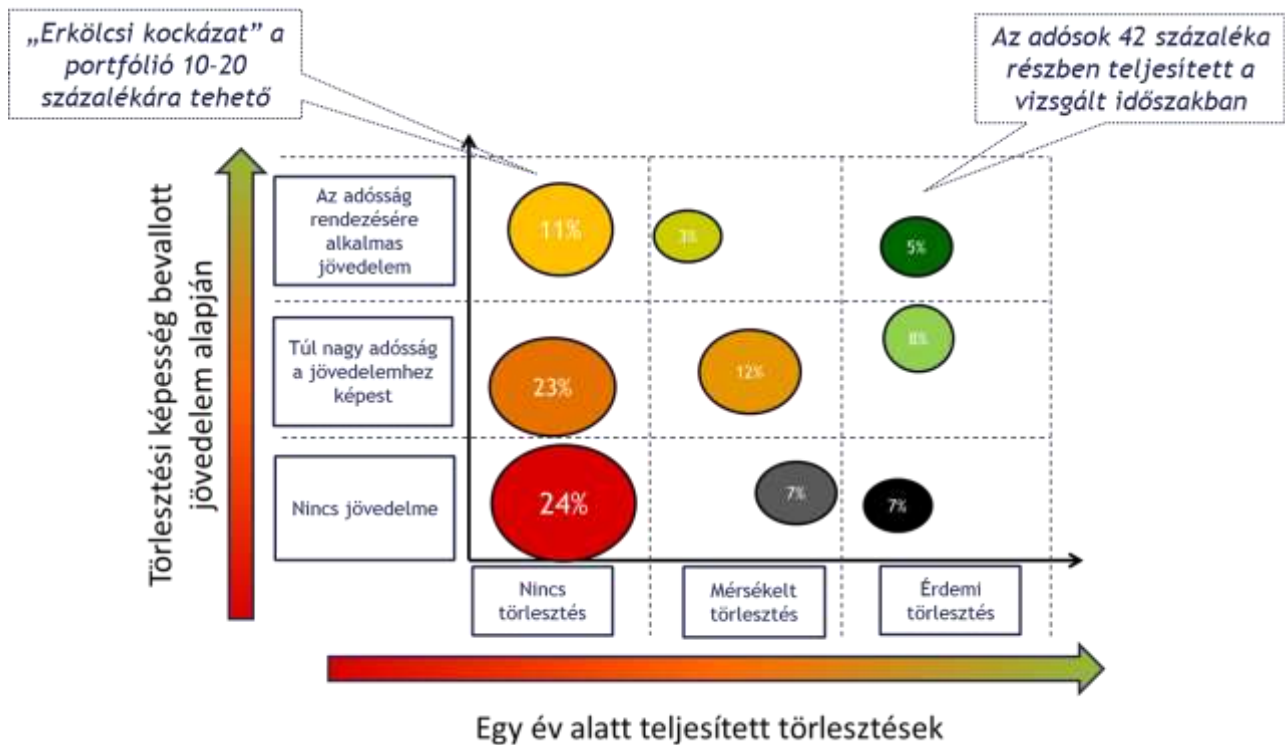 „Erkölcsi kockázat” a
portfólió 10-20
százalékára tehető
Az adósok 42 százaléka
részben teljesített a
vizsgált időszakban
Törlesztési képesség bevallott
jövedelem alapján
Az adósság
rendezésére
alkalmas
jövedelem
11%
3%
5%
Túl nagy adósság
a jövedelemhez
képest
23%
12%
8%
Nincs jövedelme
24%
7%
7%
Nincs
törlesztés
Mérsékelt
törlesztés
Érdemi
törlesztés
Egy év alatt teljesített törlesztések